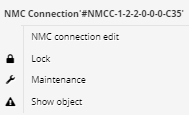 NMC Connection'#NMCC-1-2-2-0-0-0-C35'
NMC connection edit
Lock
Maintenance
Show object